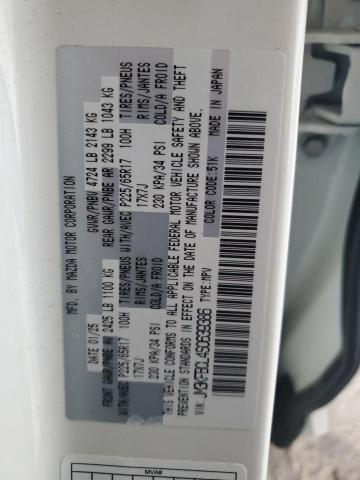 MFD. BY MAZDA MOTOR CORPORATION
DATE 01/25
GVWR/PNBV 4724 LB 2143 KG
FRONT GAWR/PNBE AV 2425 LB 1100 KG
REAR GAWR/PNBE AR 2299 LB 1043 KG
WITH/AVEC P225/65R17 100H TIRES/PNEUS
WITH/AVEC P225/65R17 100H TIRES/PNEUS
17X7J RIMS/JANTES
17X7J RIMS/JANTES
230 KPA/34 PSI COLD/A FROID
230 KPA/34 PSI COLD/A FROID
THIS VEHICLE CONFORMS TO ALL APPLICABLE FEDERAL MOTOR VEHICLE SAFETY AND THEFT
PREVENTION STANDARDS IN EFFECT ON THE DATE OF MANUFACTURE SHOWN ABOVE.
COLOR CODE:51K MADE IN JAPAN
VIN: TYPE:MPV
MVA#